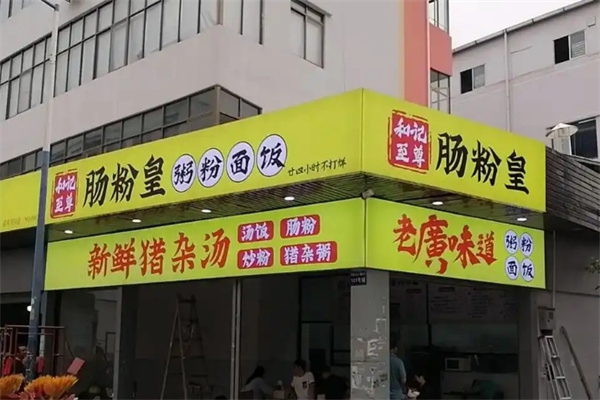 和记
至尊
肠粉皇
粥粉面饭
廿四小时不打烊
新鲜猪杂汤
汤饭 肠粉
炒粉 猪杂粥
和记
至尊
肠粉皇
老廣味道
粥粉
面饭